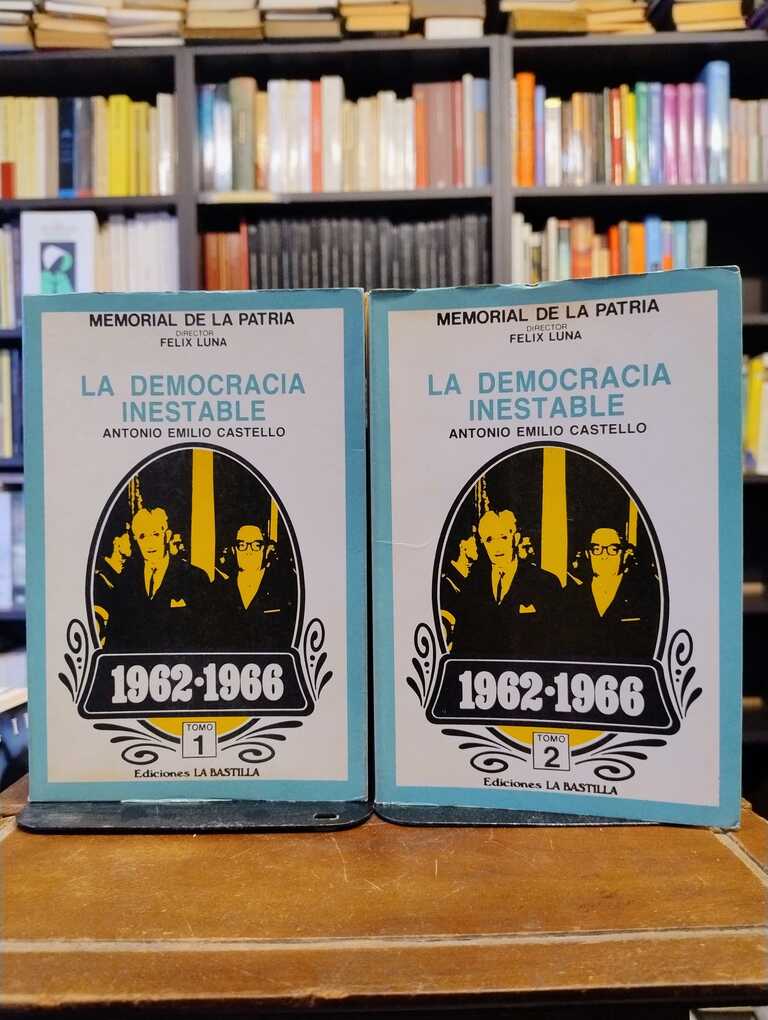 MEMORIAL DE LA PATRIA
DIRECTOR
FELIX LUNA
LA DEMOCRACIA
INESTABLE
ANTONIO EMILIO CASTELLO
1962·1966
TOMO
1
Ediciones LA BASTILLA
MEMORIAL DE LA PATRIA
DIRECTOR
FELIX LUNA
LA DEMOCRACIA
INESTABLE
ANTONIO EMILIO CASTELLO
1962·1966
TOMO
2
Ediciones LA BASTILLA